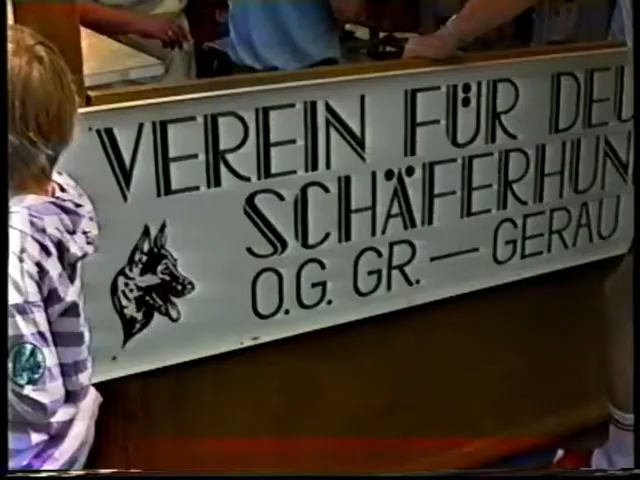 VEREIN FÜR DEU
SCHÄFERHUN
O.G. GR. — GERAU